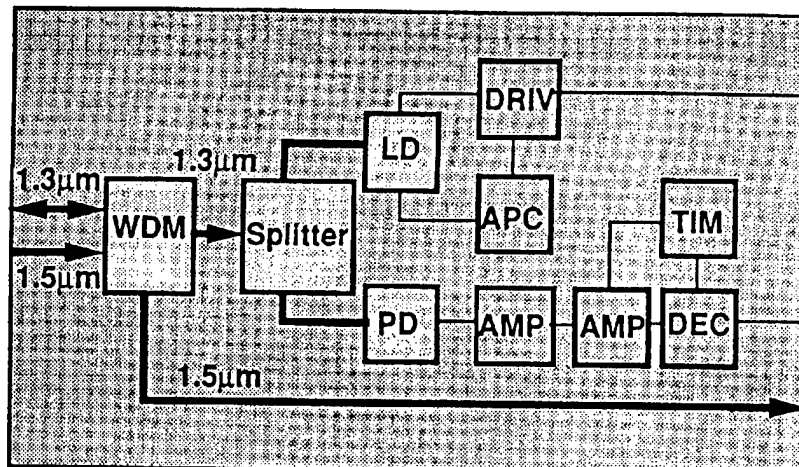 DRIV
LD
1.3μm
1.3μm
WDM
Splitter
APC
TIM
1.5μm
PD
AMP
AMP
DEC
1.5μm